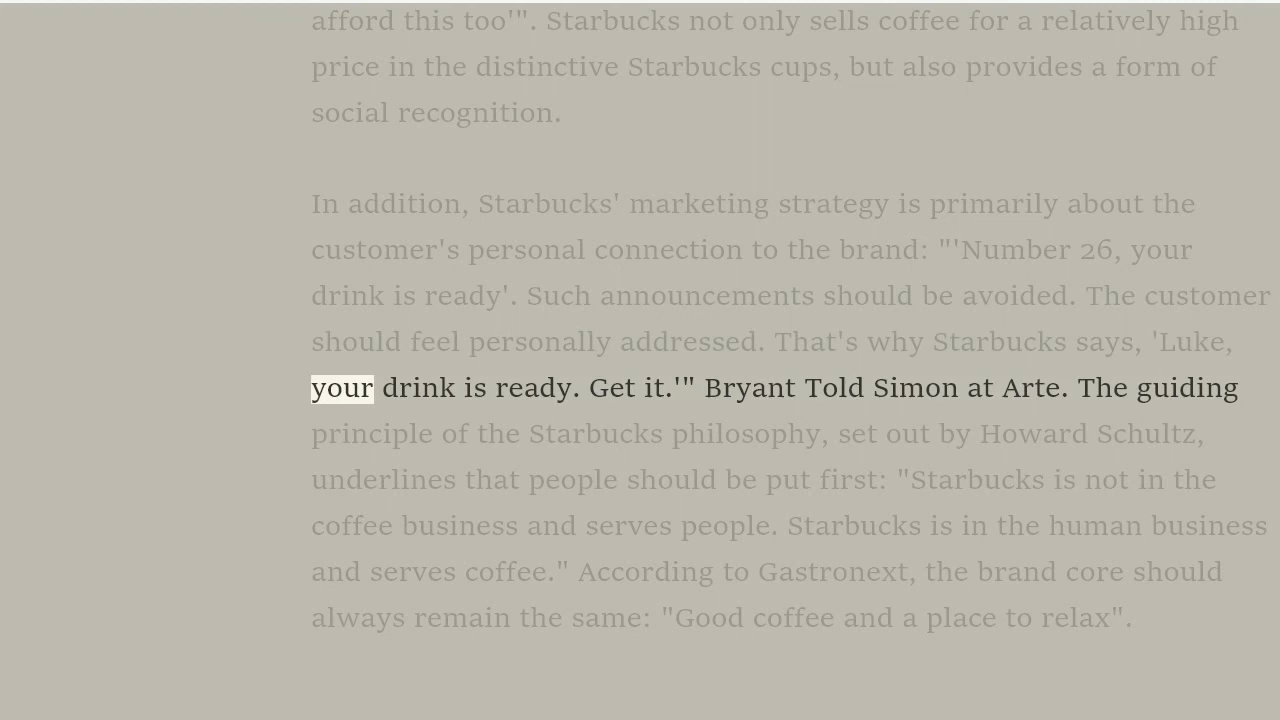 afford this too'". Starbucks not only sells coffee for a relatively high
price in the distinctive Starbucks cups, but also provides a form of
social recognition.
In addition, Starbucks' marketing strategy is primarily about the
customer's personal connection to the brand: "'Number 26, your
drink is ready'. Such announcements should be avoided. The customer
should feel personally addressed. That's why Starbucks says, 'Luke,
your drink is ready. Get it.'" Bryant Told Simon at Arte. The guiding
principle of the Starbucks philosophy, set out by Howard Schultz,
underlines that people should be put first: "Starbucks is not in the
coffee business and serves people. Starbucks is in the human business
and serves coffee." According to Gastronext, the brand core should
always remain the same: "Good coffee and a place to relax".